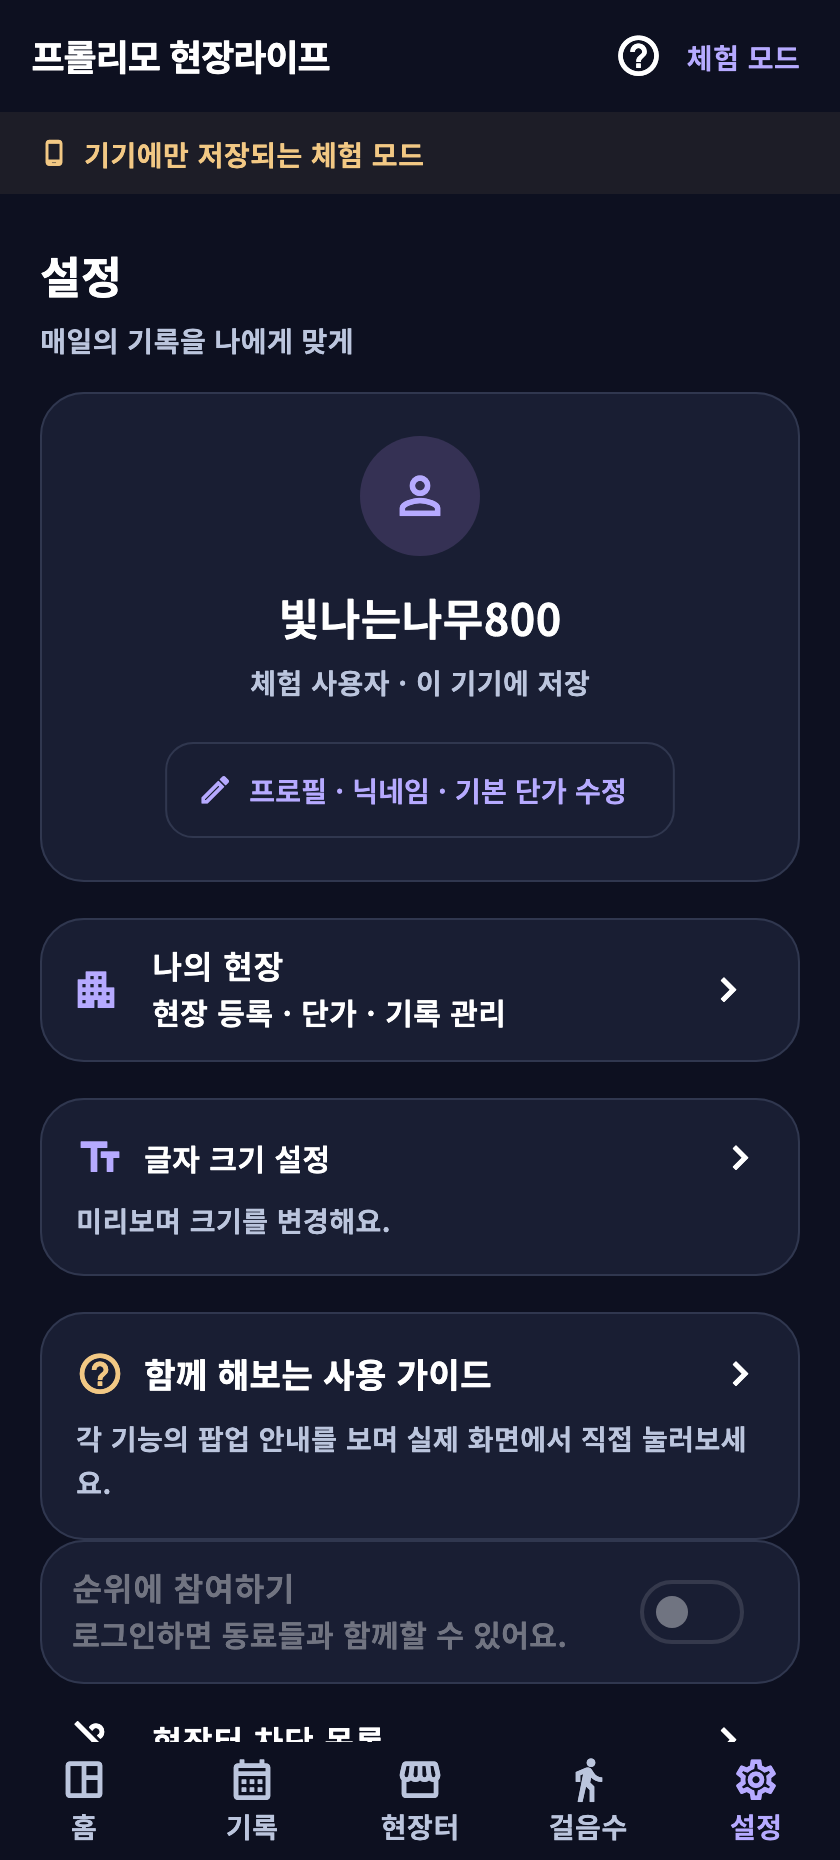 프롤리모 현장라이프
체험 모드
기기에만 저장되는 체험 모드
설정
매일의 기록을 나에게 맞게
빛나는나무800
체험 사용자 · 이 기기에 저장
프로필 · 닉네임 · 기본 단가 수정
나의 현장
현장 등록 · 단가 · 기록 관리
글자 크기 설정
미리보며 크기를 변경해요.
함께 해보는 사용 가이드
각 기능의 팝업 안내를 보며 실제 화면에서 직접 눌러보세
요.
순위에 참여하기
로그인하면 동료들과 함께할 수 있어요.
현장터 차단 목록
홈
기록
현장터
걸음수
설정